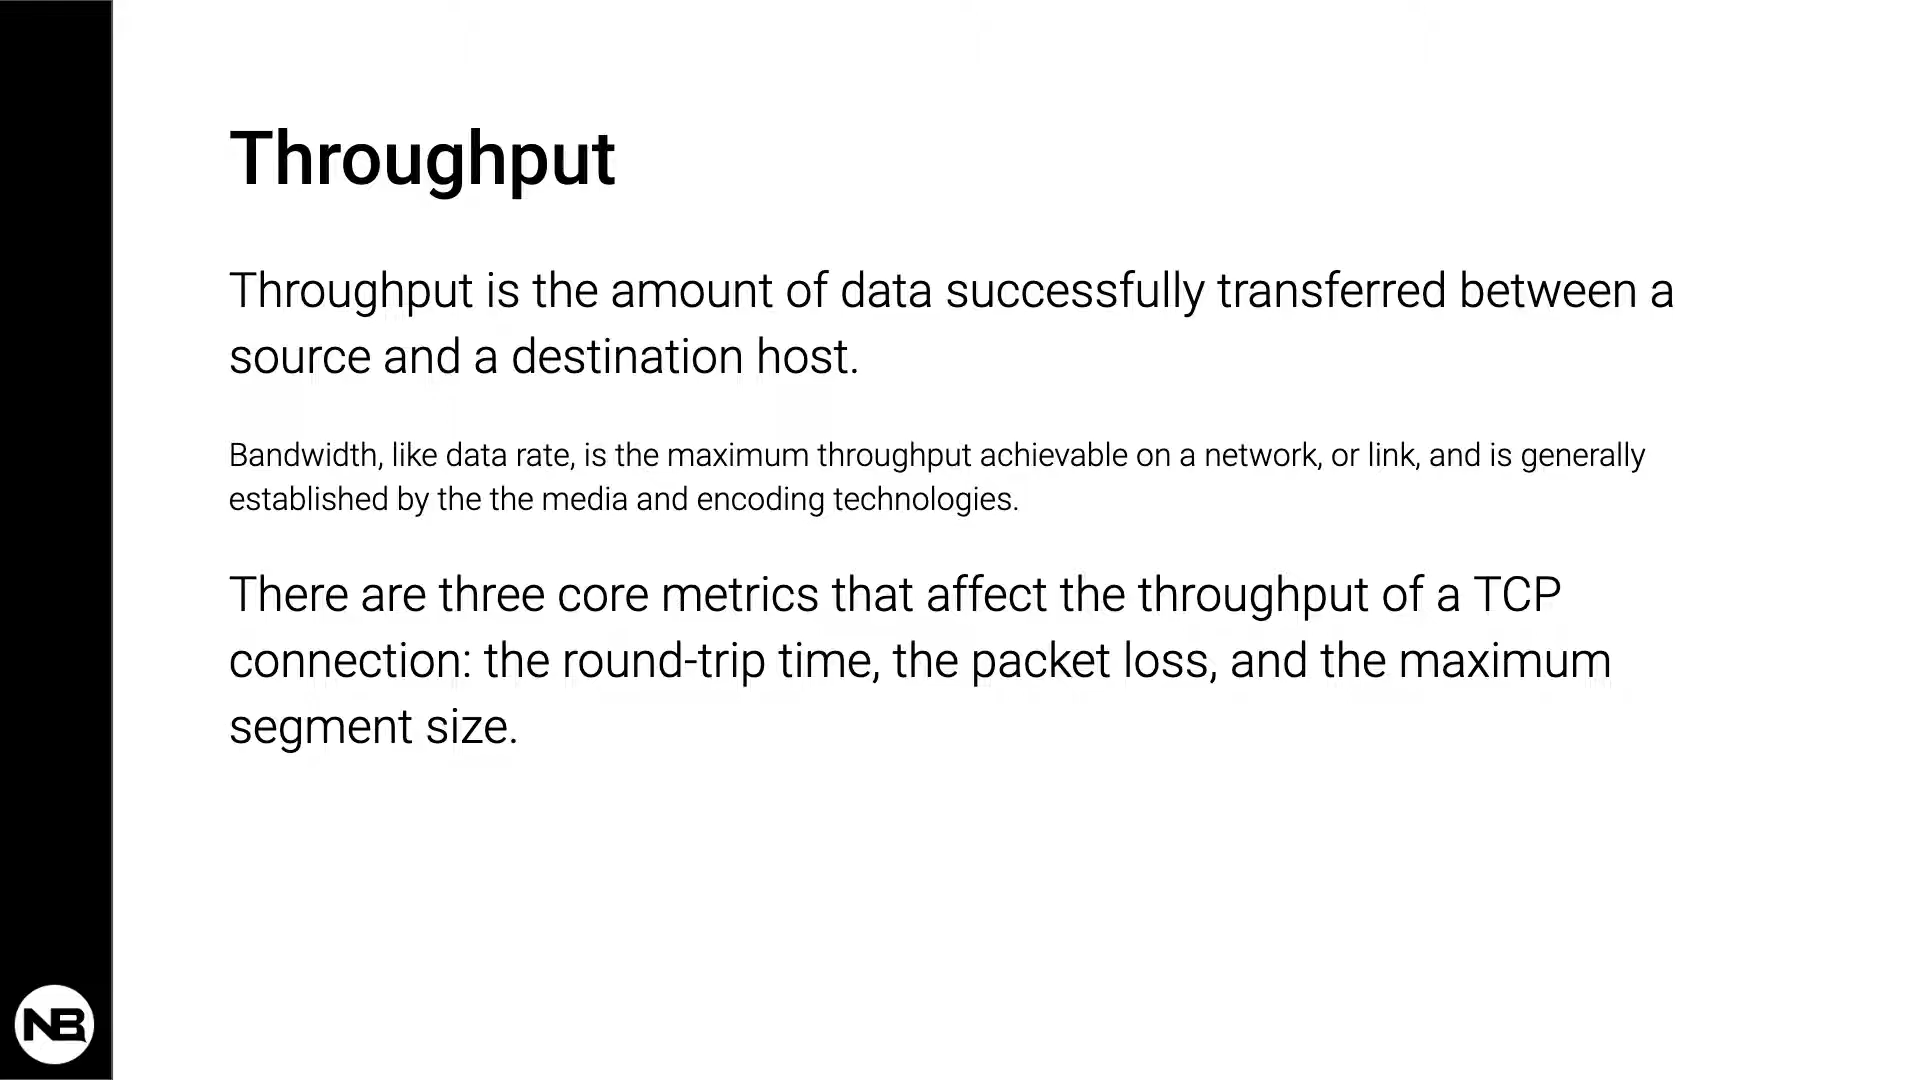 Throughput
Throughput is the amount of data successfully transferred between a
source and a destination host.
Bandwidth, like data rate, is the maximum throughput achievable on a network, or link, and is generally
established by the the media and encoding technologies.
There are three core metrics that affect the throughput of a TCP
connection: the round-trip time, the packet loss, and the maximum
segment size.
NB